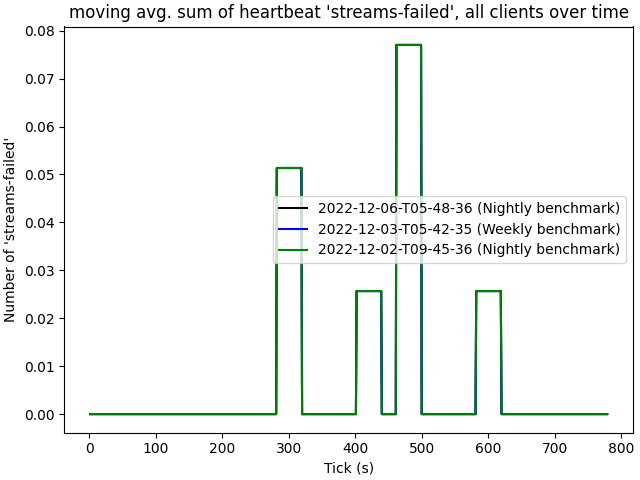 moving avg. sum of heartbeat 'streams-failed', all clients over time
Number of 'streams-failed'
0.08
0.07
0.06
0.05
0.04
0.03
0.02
0.01
0.00
2022-12-06-T05-48-36 (Nightly benchmark)
2022-12-03-T05-42-35 (Weekly benchmark)
2022-12-02-T09-45-36 (Nightly benchmark)
0 100 200 300 400 500 600 700 800
Tick (s)